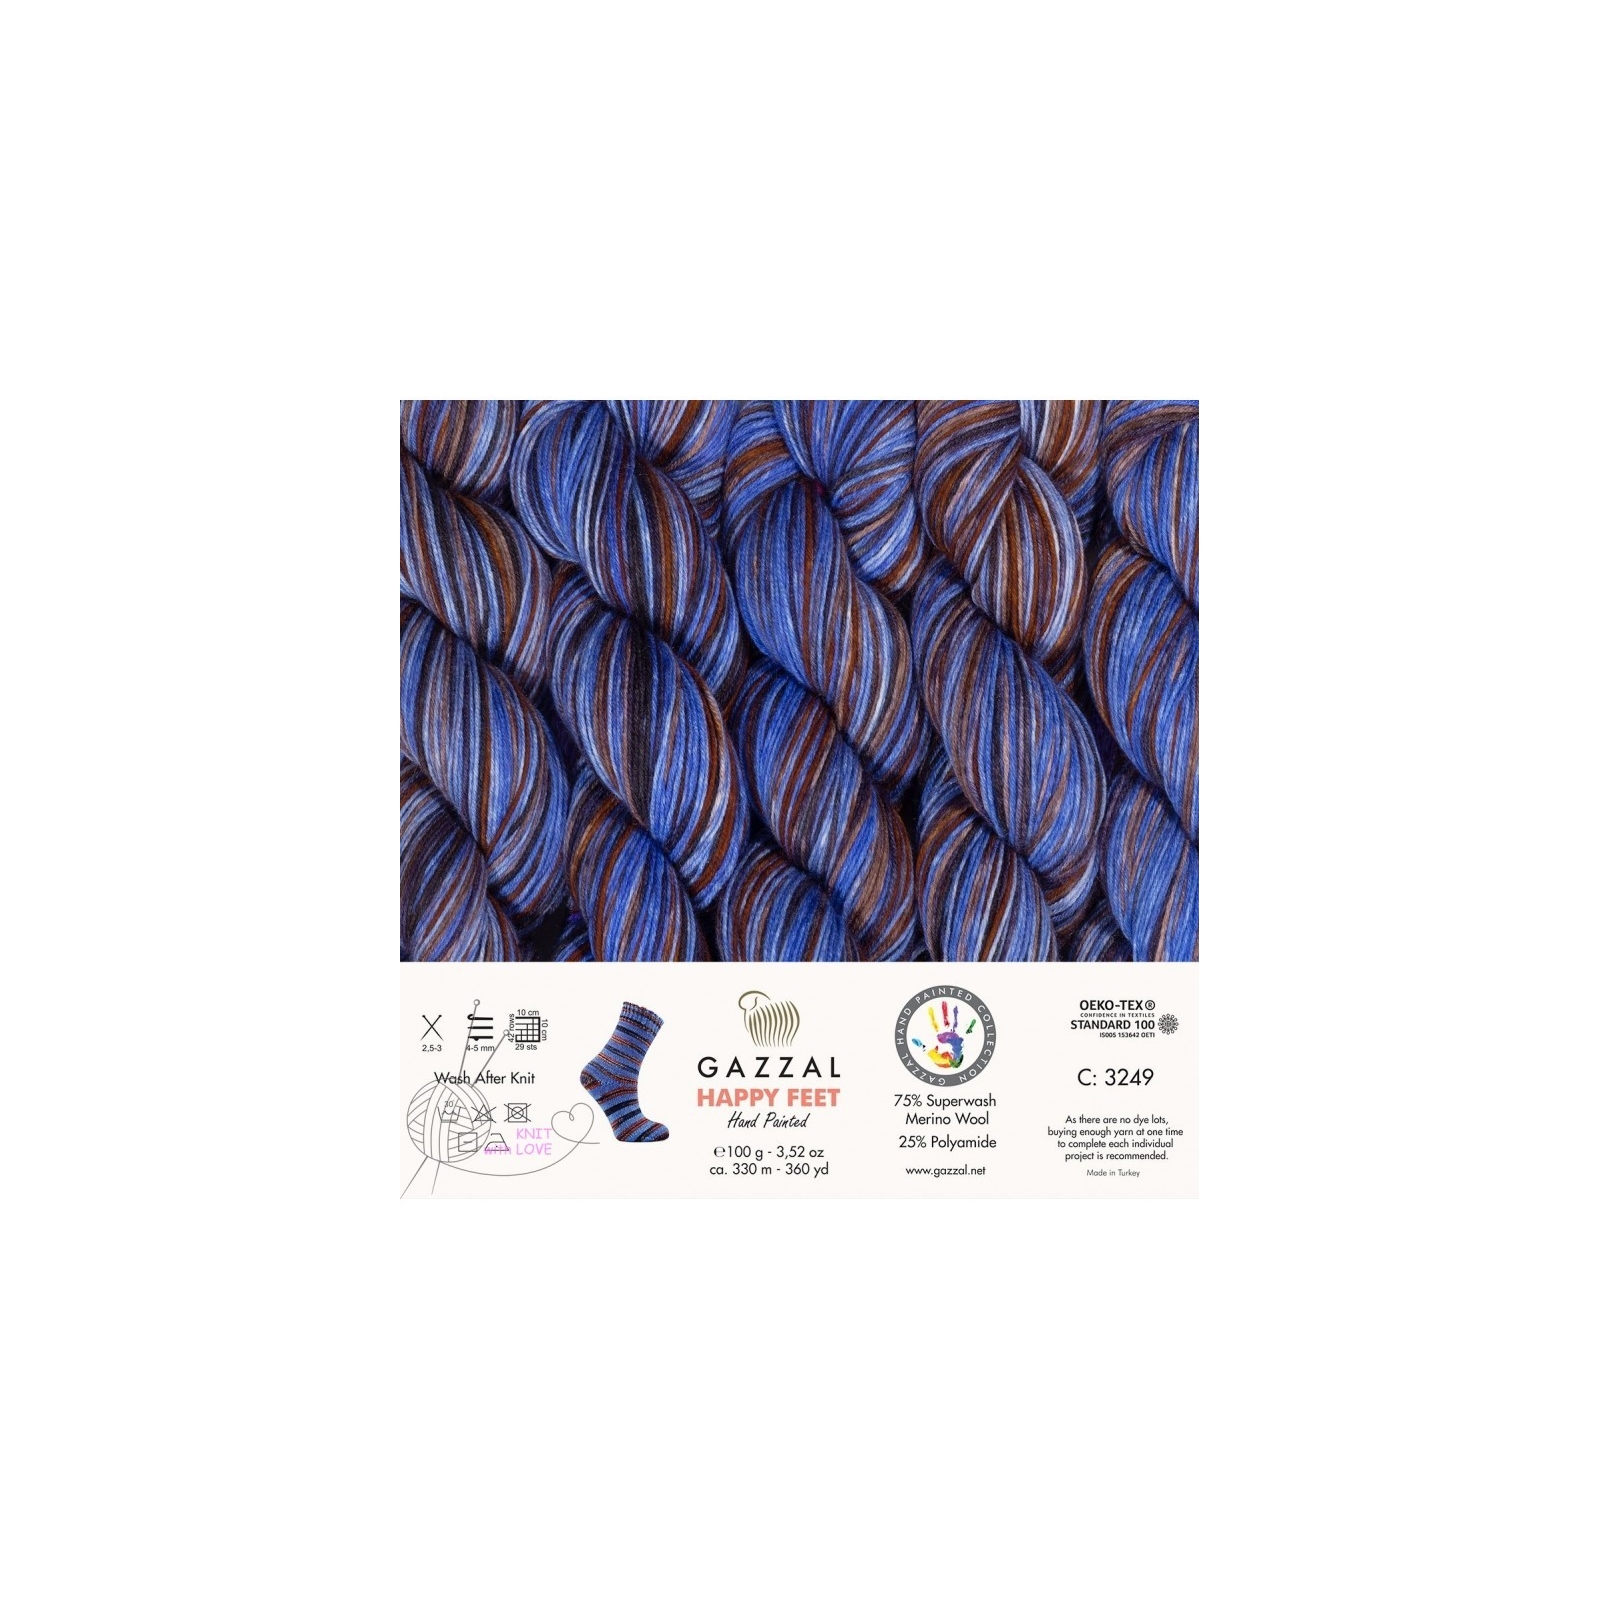 10 cm
42 rows
10 cm
2,5-3
4-5 mm
29 sts
Wash After Knit
30
KNIT
with LOVE
GAZZAL
HAPPY FEET
Hand Painted
℮100 g - 3,52 oz
ca. 330 m - 360 yd
GAZZAL HAND PAINTED COLLECTION
75% Superwash
Merino Wool
25% Polyamide
www.gazzal.net
OEKO-TEX®
CONFIDENCE IN TEXTILES
STANDARD 100
IS005 153642 OETI
C: 3249
As there are no dye lots,
buying enough yarn at one time
to complete each individual
project is recommended.
Made in Turkey